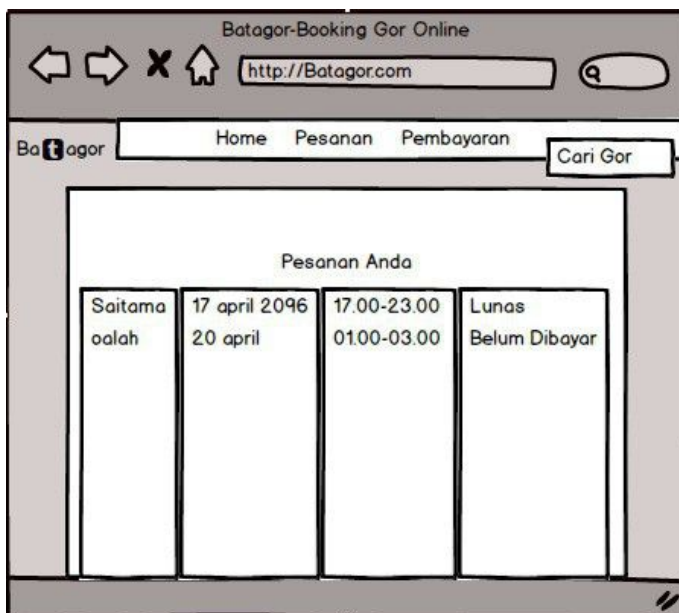 Batagor-Booking Gor Online
http://Batagor.com
Batagor
Home Pesanan Pembayaran
Cari Gor
Pesanan Anda
Saitama 17 april 2096 17.00-23.00 Lunas
oalah 20 april 01.00-03.00 Belum Dibayar